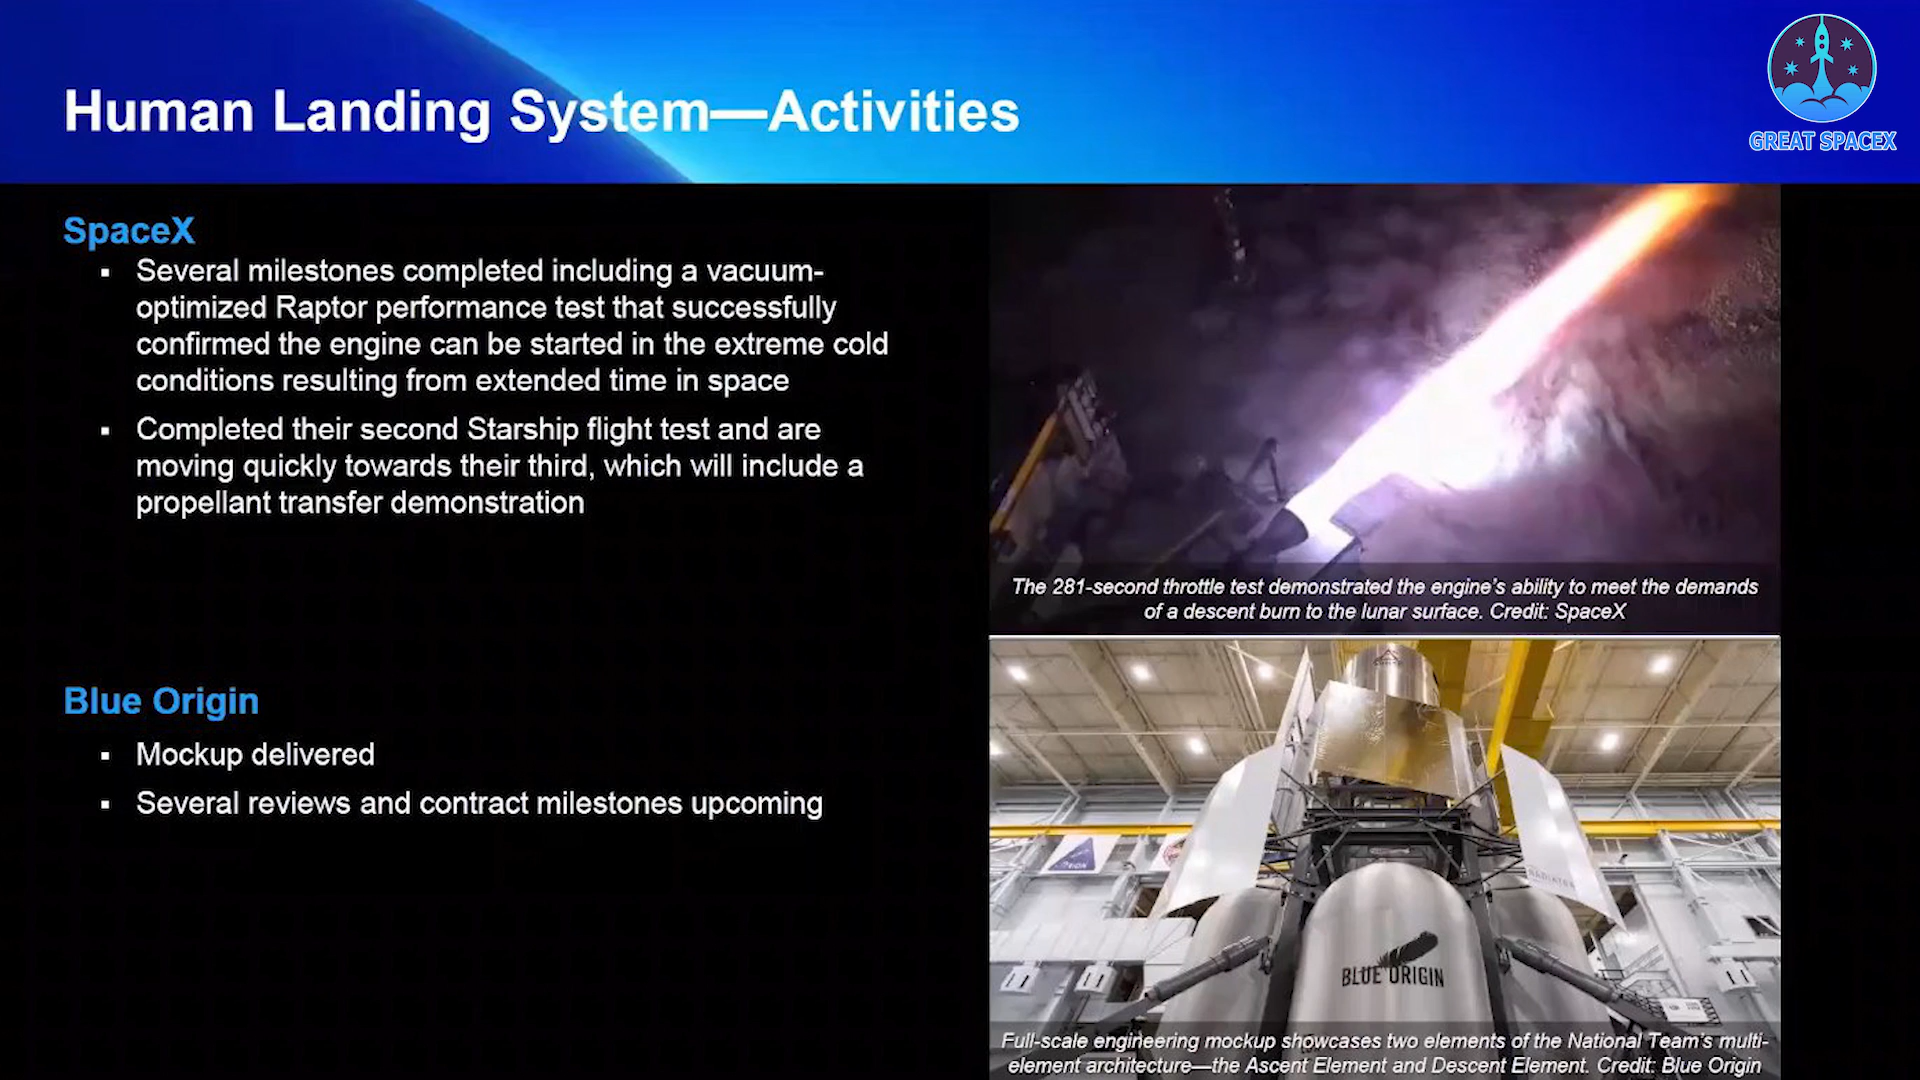 Human Landing System—Activities
GREAT SPACEX
SpaceX
▪ Several milestones completed including a vacuum-
optimized Raptor performance test that successfully
confirmed the engine can be started in the extreme cold
conditions resulting from extended time in space
▪ Completed their second Starship flight test and are
moving quickly towards their third, which will include a
propellant transfer demonstration
The 281-second throttle test demonstrated the engine's ability to meet the demands
of a descent burn to the lunar surface. Credit: SpaceX
Blue Origin
▪ Mockup delivered
▪ Several reviews and contract milestones upcoming
RADIATOR
BLUE ORIGIN
Full-scale engineering mockup showcases two elements of the National Team's multi-
element architecture—the Ascent Element and Descent Element. Credit: Blue Origin